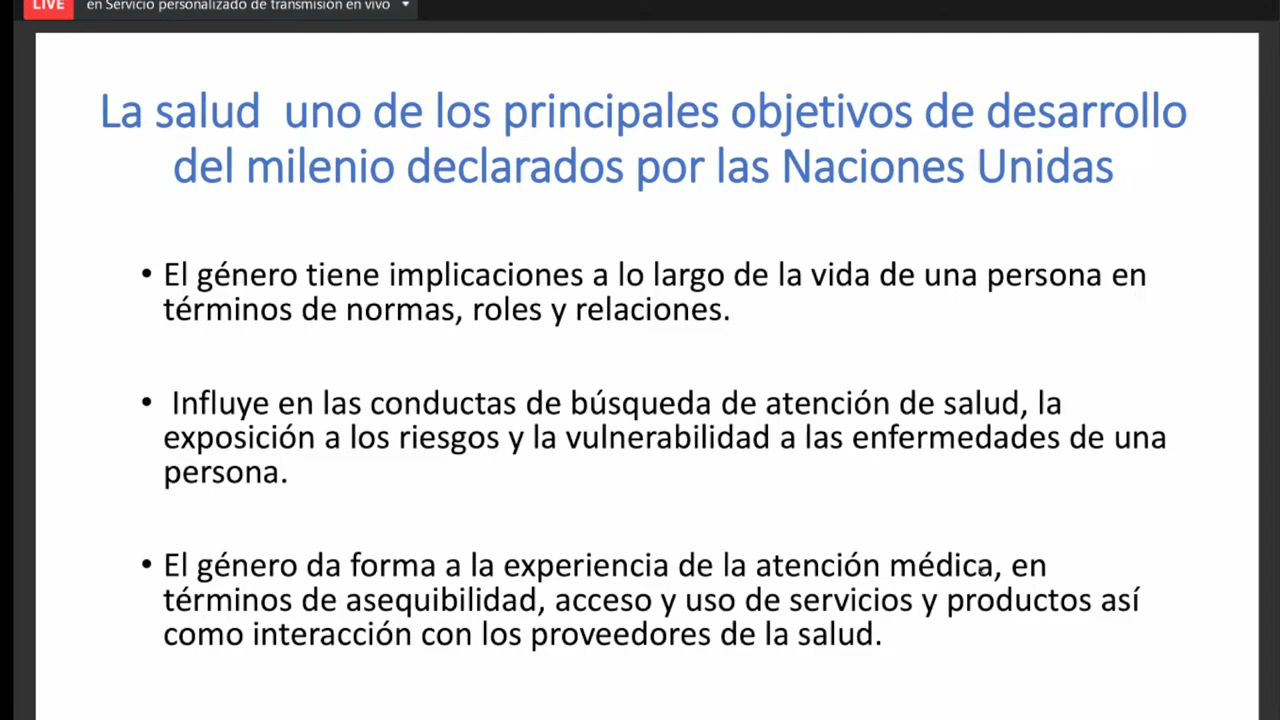 LIVE en Servicio personalizado de transmisión en vivo
La salud uno de los principales objetivos de desarrollo
del milenio declarados por las Naciones Unidas
• El género tiene implicaciones a lo largo de la vida de una persona en
términos de normas, roles y relaciones.
• Influye en las conductas de búsqueda de atención de salud, la
exposición a los riesgos y la vulnerabilidad a las enfermedades de una
persona.
• El género da forma a la experiencia de la atención médica, en
términos de asequibilidad, acceso y uso de servicios y productos así
como interacción con los proveedores de la salud.